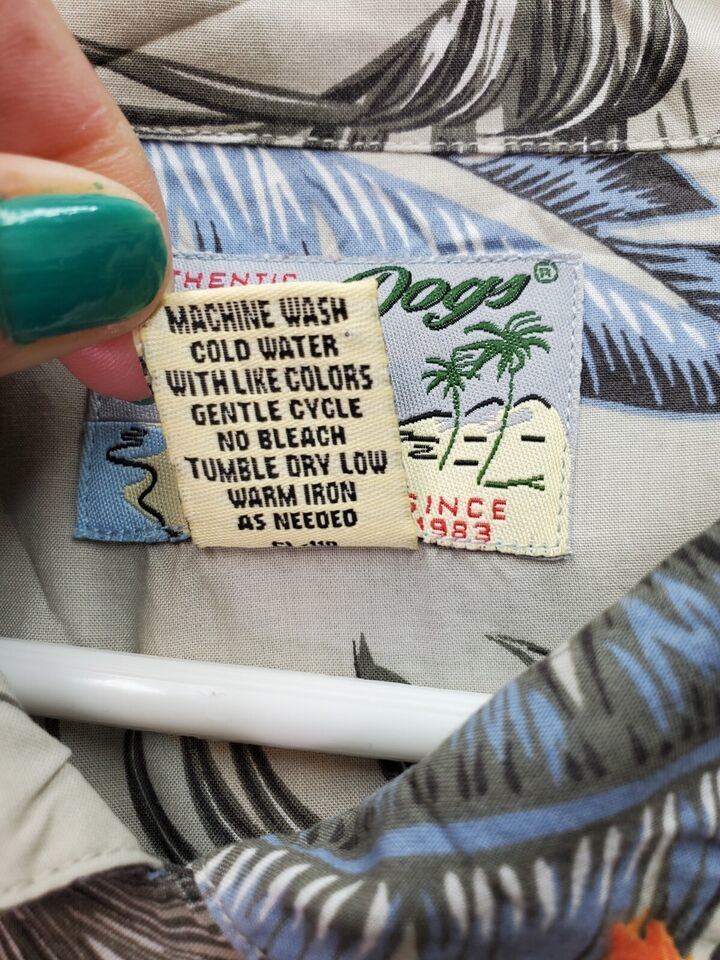 Dogs®
MACHINE WASH
COLD WATER
WITH LIKE COLORS
GENTLE CYCLE
NO BLEACH
TUMBLE DRY LOW
WARM IRON
AS NEEDED
SINCE
1983